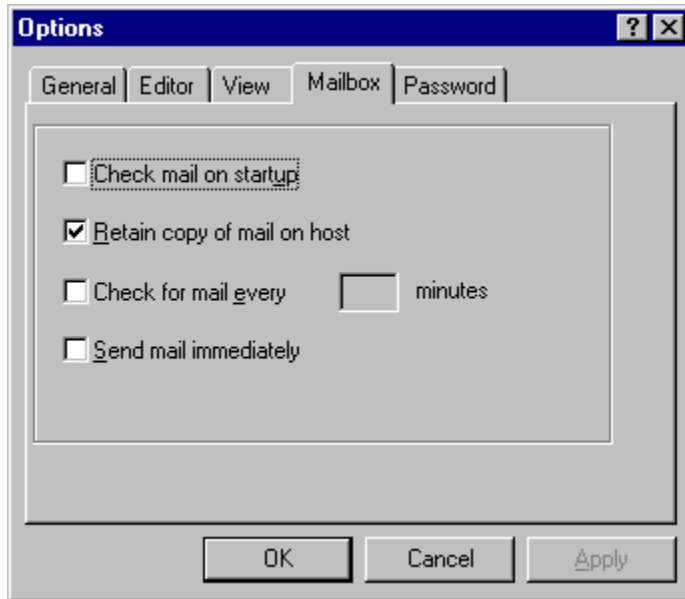 Options
General Editor View Mailbox Password
Check mail on startup
Retain copy of mail on host
Check for mail every minutes
Send mail immediately
OK Cancel Apply